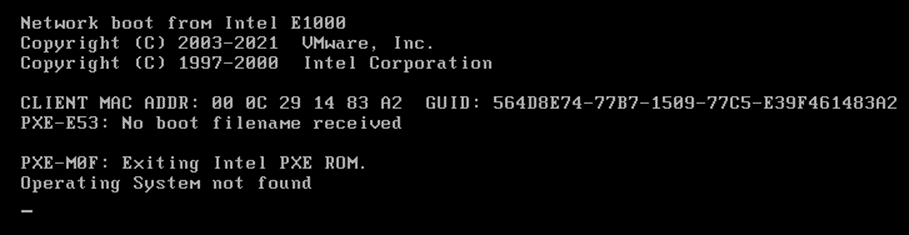 Network boot from Intel E1000
Copyright (C) 2003-2021  VMware, Inc.
Copyright (C) 1997-2000  Intel Corporation
CLIENT MAC ADDR: 00 0C 29 14 83 A2  GUID: 564D8E74-77B7-1509-77C5-E39F461483A2
PXE-E53: No boot filename received
PXE-M0F: Exiting Intel PXE ROM.
Operating System not found